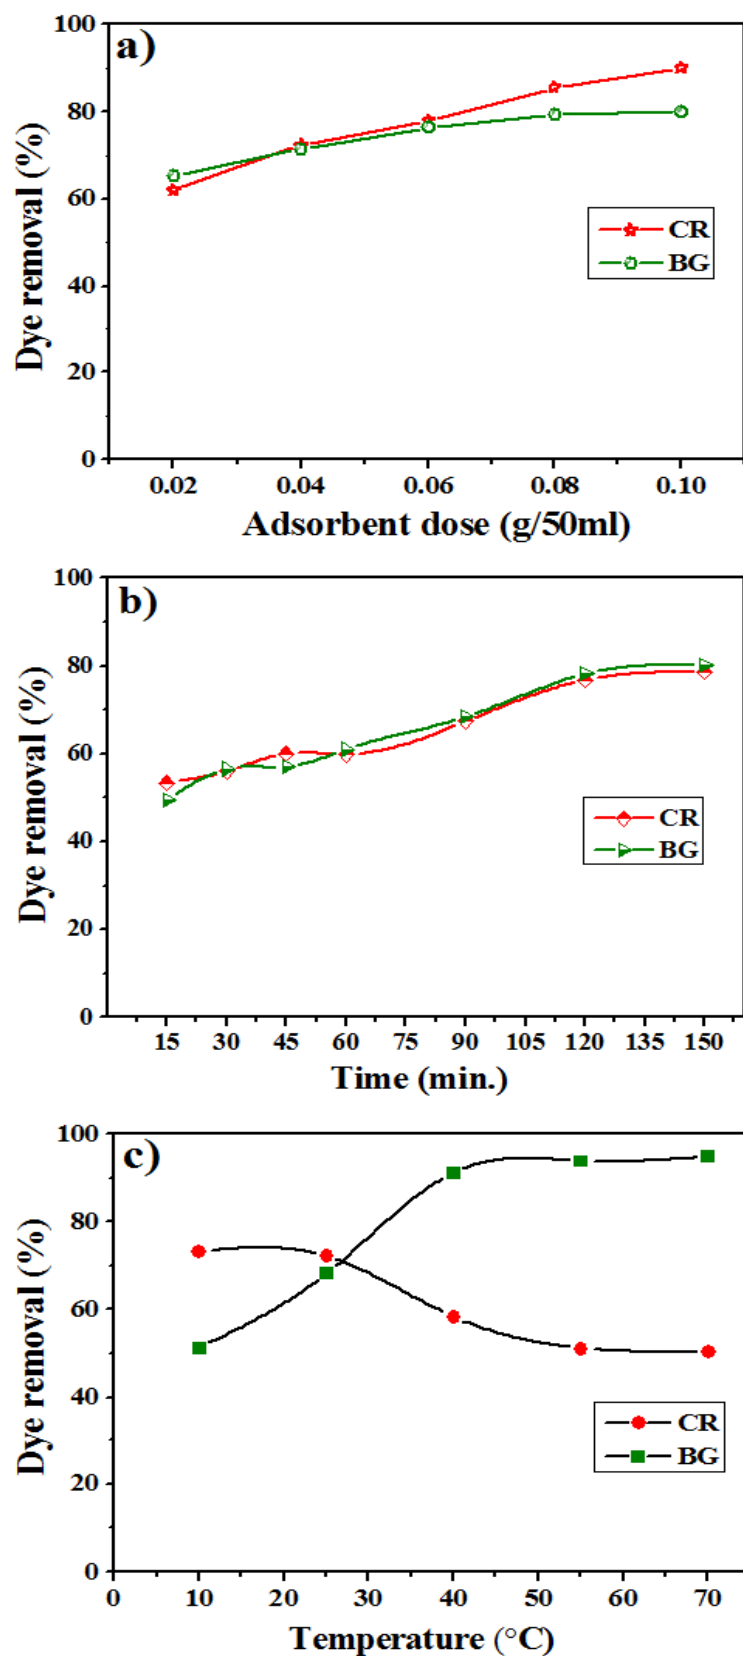 a)
100
80
60
40
20
0
Dye removal (%)
CR
BG
0.02 0.04 0.06 0.08 0.10
Adsorbent dose (g/50ml)
b)
100
80
60
40
20
0
Dye removal (%)
CR
BG
15 30 45 60 75 90 105 120 135 150
Time (min.)
c)
100
80
60
40
20
0
Dye removal (%)
CR
BG
0 10 20 30 40 50 60 70
Temperature (°C)